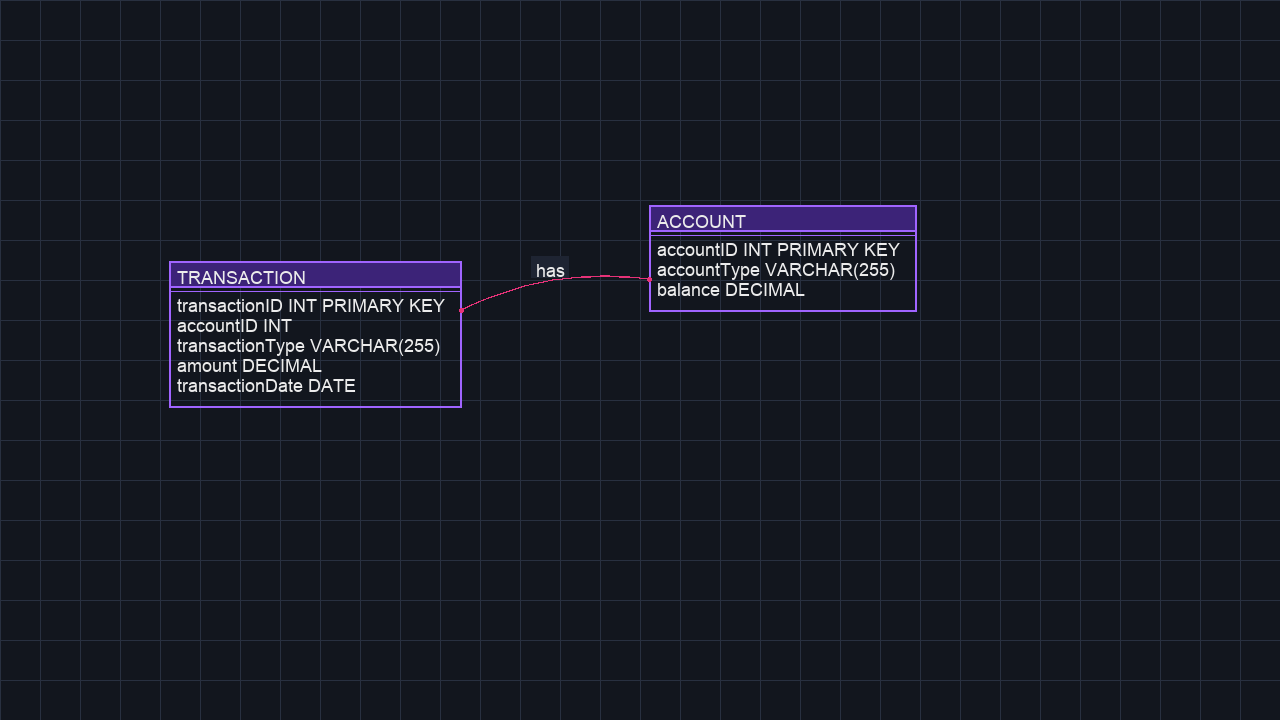 TRANSACTION
transactionID INT PRIMARY KEY
accountID INT
transactionType VARCHAR(255)
amount DECIMAL
transactionDate DATE
has
ACCOUNT
accountID INT PRIMARY KEY
accountType VARCHAR(255)
balance DECIMAL